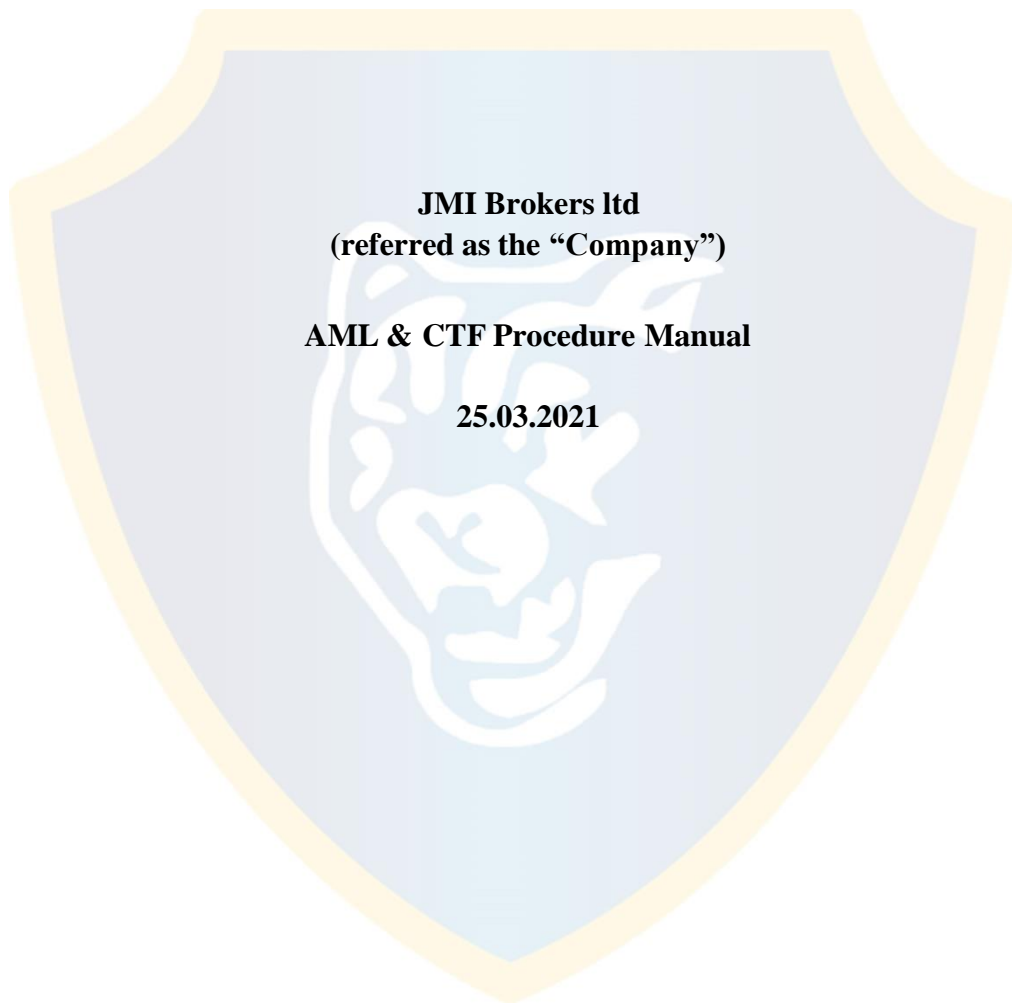 JMI Brokers ltd
(referred as the “Company”)
AML & CTF Procedure Manual
25.03.2021